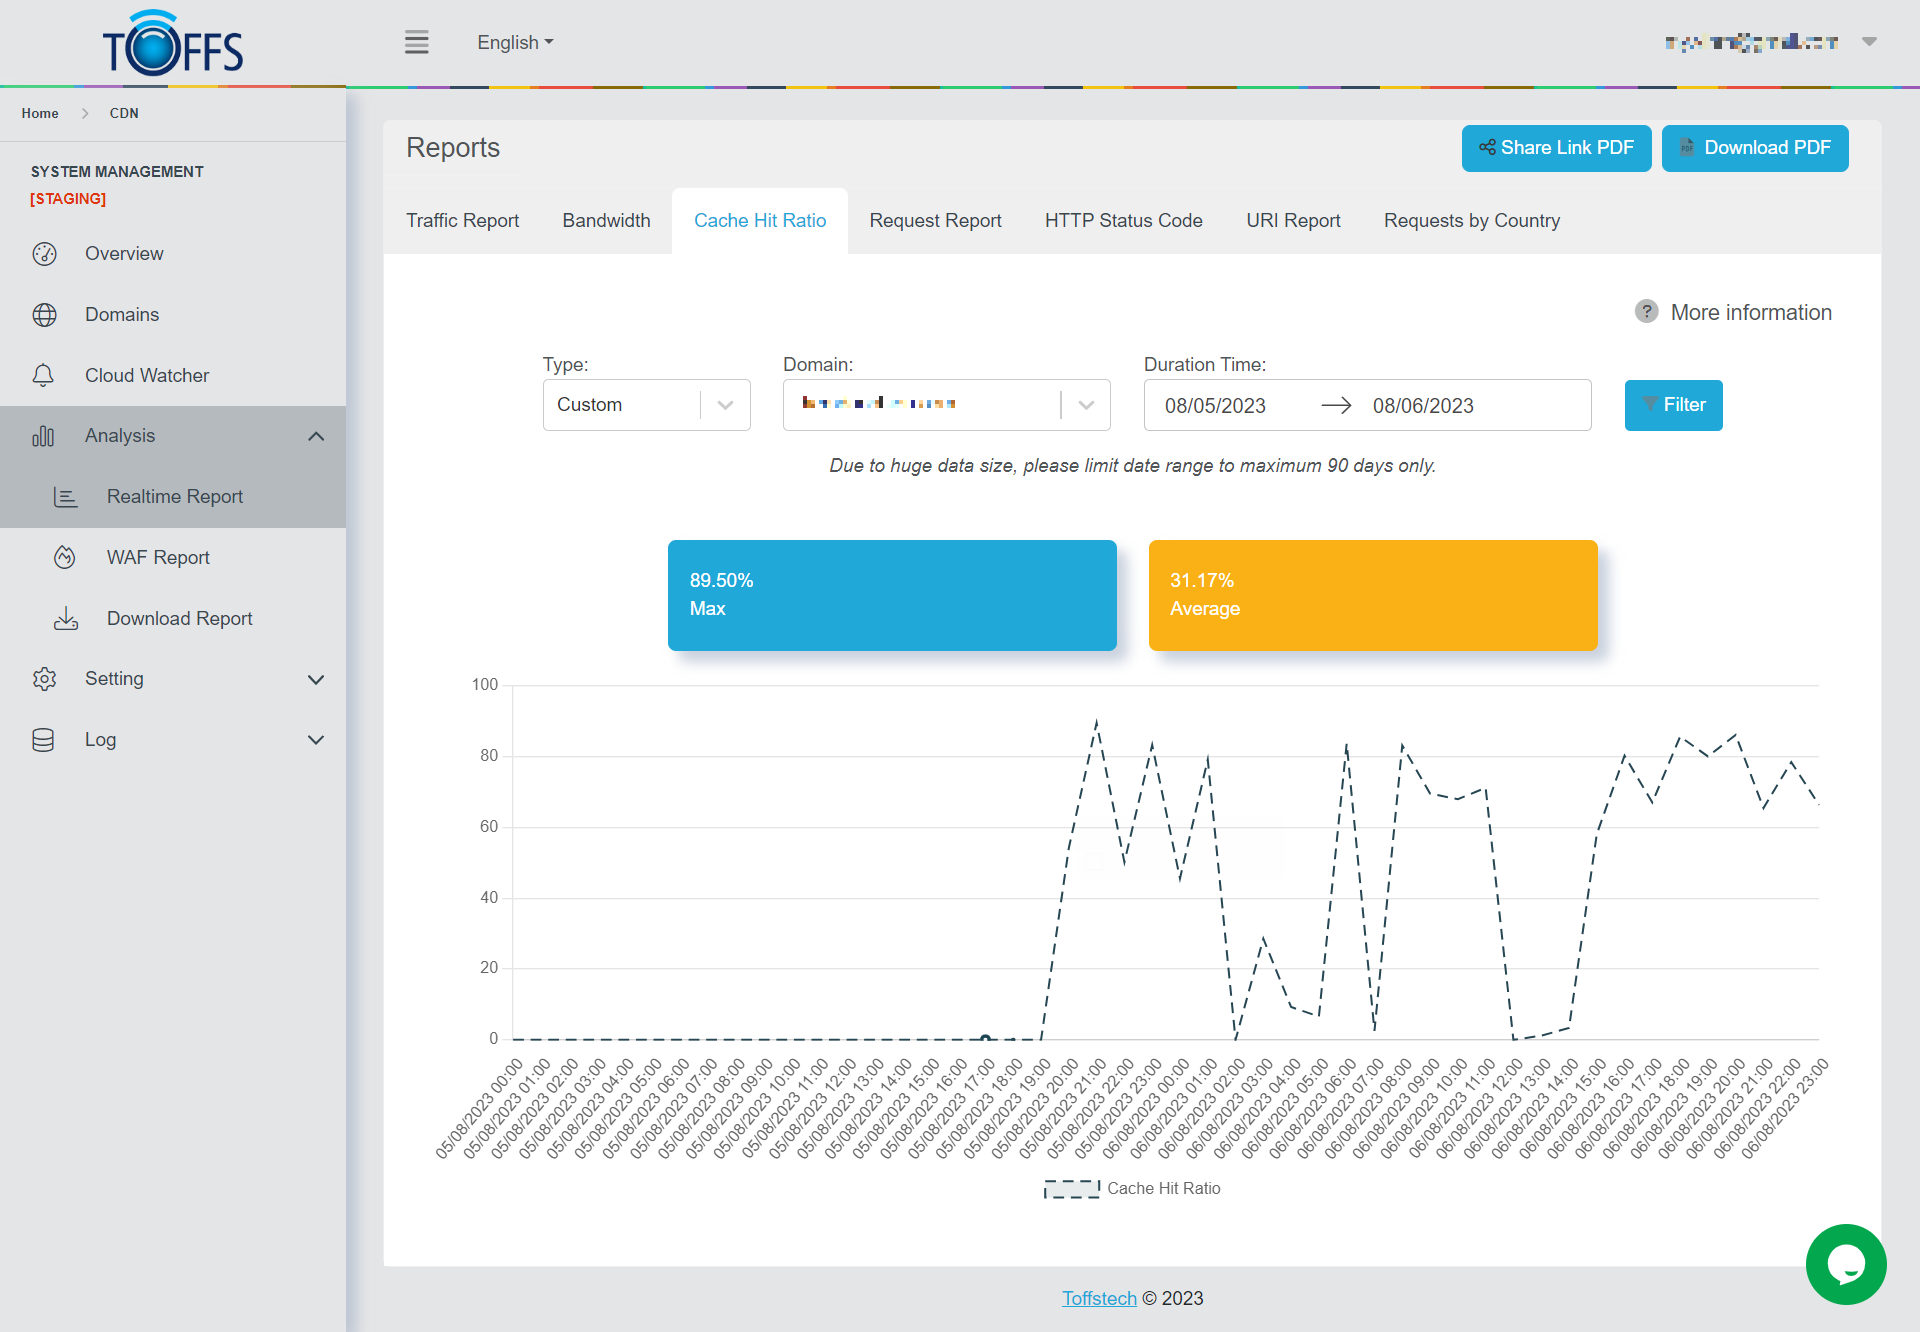 TOFFS
English
Home > CDN
SYSTEM MANAGEMENT
[STAGING]
Overview
Domains
Cloud Watcher
Analysis
Realtime Report
WAF Report
Download Report
Setting
Log
Reports
Share Link PDF
PDF Download PDF
Traffic Report Bandwidth Cache Hit Ratio Request Report HTTP Status Code URI Report Requests by Country
? More information
Type: Domain: Duration Time:
Custom 08/05/2023 → 08/06/2023 Filter
Due to huge data size, please limit date range to maximum 90 days only.
89.50%
Max
31.17%
Average
100
80
60
40
20
0
05/08/2023 00:00
05/08/2023 01:00
05/08/2023 02:00
05/08/2023 03:00
05/08/2023 04:00
05/08/2023 05:00
05/08/2023 06:00
05/08/2023 07:00
05/08/2023 08:00
05/08/2023 09:00
05/08/2023 10:00
05/08/2023 11:00
05/08/2023 12:00
05/08/2023 13:00
05/08/2023 14:00
05/08/2023 15:00
05/08/2023 16:00
05/08/2023 17:00
05/08/2023 18:00
05/08/2023 19:00
05/08/2023 20:00
05/08/2023 21:00
05/08/2023 22:00
05/08/2023 23:00
06/08/2023 00:00
06/08/2023 01:00
06/08/2023 02:00
06/08/2023 03:00
06/08/2023 04:00
06/08/2023 05:00
06/08/2023 06:00
06/08/2023 07:00
06/08/2023 08:00
06/08/2023 09:00
06/08/2023 10:00
06/08/2023 11:00
06/08/2023 12:00
06/08/2023 13:00
06/08/2023 14:00
06/08/2023 15:00
06/08/2023 16:00
06/08/2023 17:00
06/08/2023 18:00
06/08/2023 19:00
06/08/2023 20:00
06/08/2023 21:00
06/08/2023 22:00
06/08/2023 23:00
Cache Hit Ratio
Toffstech © 2023